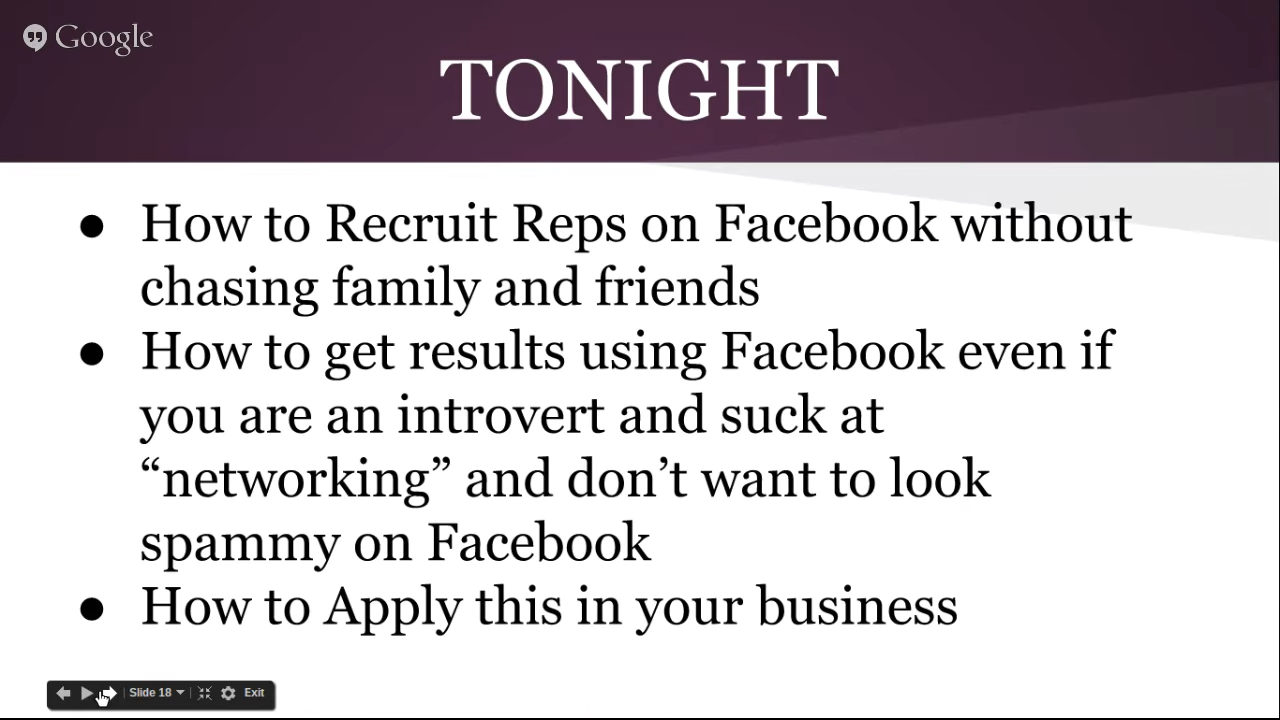 Google
TONIGHT
● How to Recruit Reps on Facebook without
chasing family and friends
● How to get results using Facebook even if
you are an introvert and suck at
“networking” and don’t want to look
spammy on Facebook
● How to Apply this in your business
Slide 18 Exit